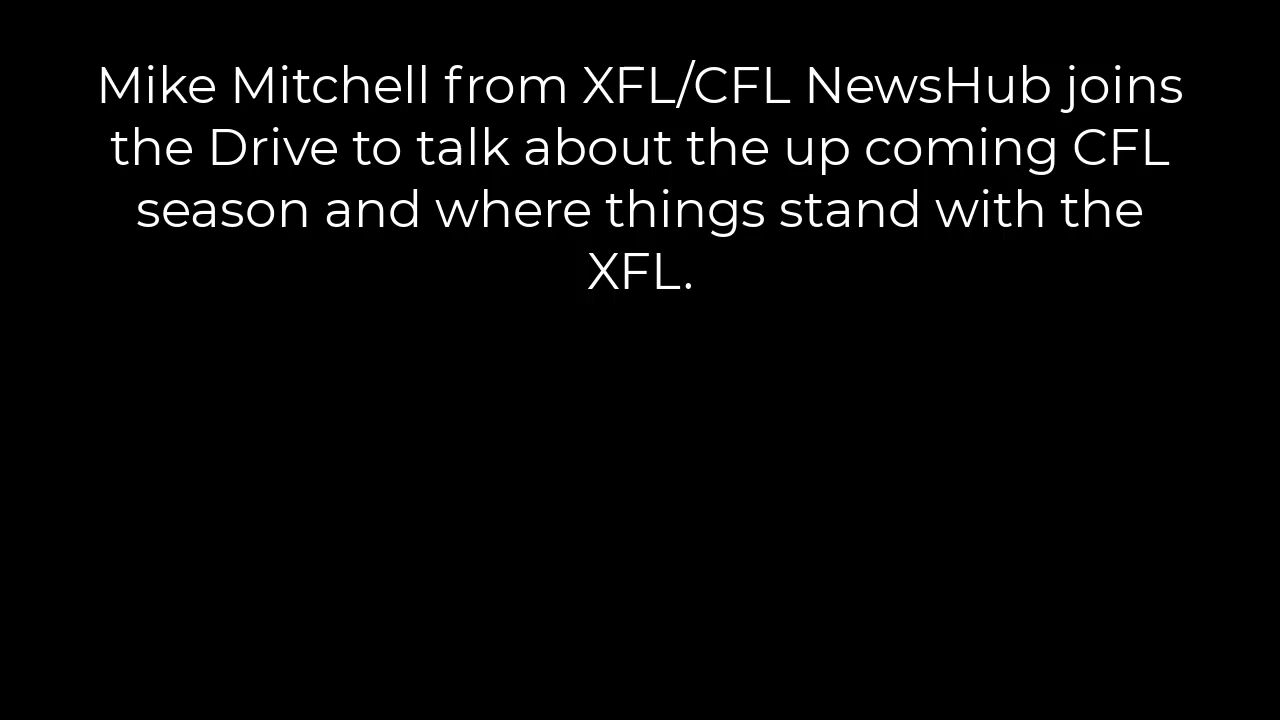 Mike Mitchell from XFL/CFL NewsHub joins
the Drive to talk about the up coming CFL
season and where things stand with the
XFL.